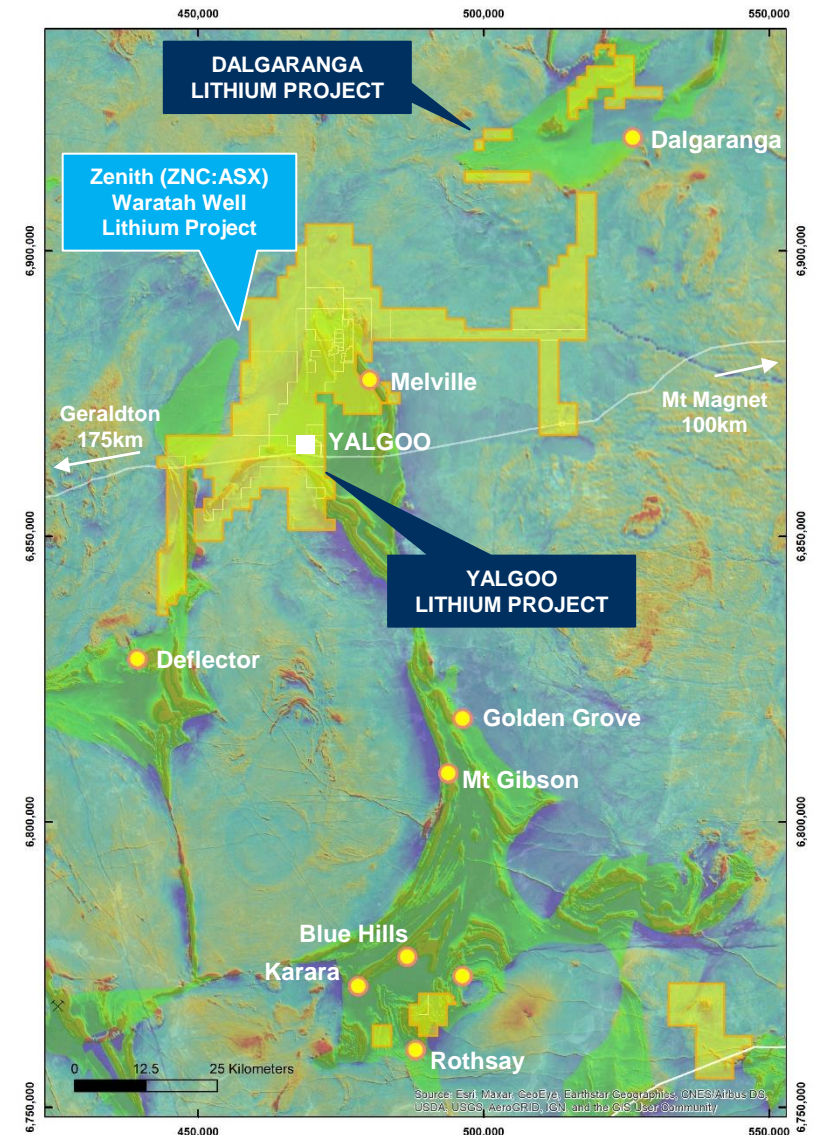 450,000
500,000
550,000
DALGARANGA
LITHIUM PROJECT
Dalgaranga
Zenith (ZNC:ASX)
Waratah Well
Lithium Project
6,900,000
6,900,000
Melville
Geraldton
175km
Mt Magnet
100km
YALGOO
6,850,000
6,850,000
YALGOO
LITHIUM PROJECT
Deflector
Golden Grove
Mt Gibson
6,800,000
6,800,000
Blue Hills
Karara
Rothsay
0
12.5
25 Kilometers
Source: Esri, Maxar, GeoEye, Earthstar Geographics, CNES/Airbus DS,
USDA, USGS, AeroGRID, IGN, and the GIS User Community
6,750,000
6,750,000
450,000
500,000
550,000